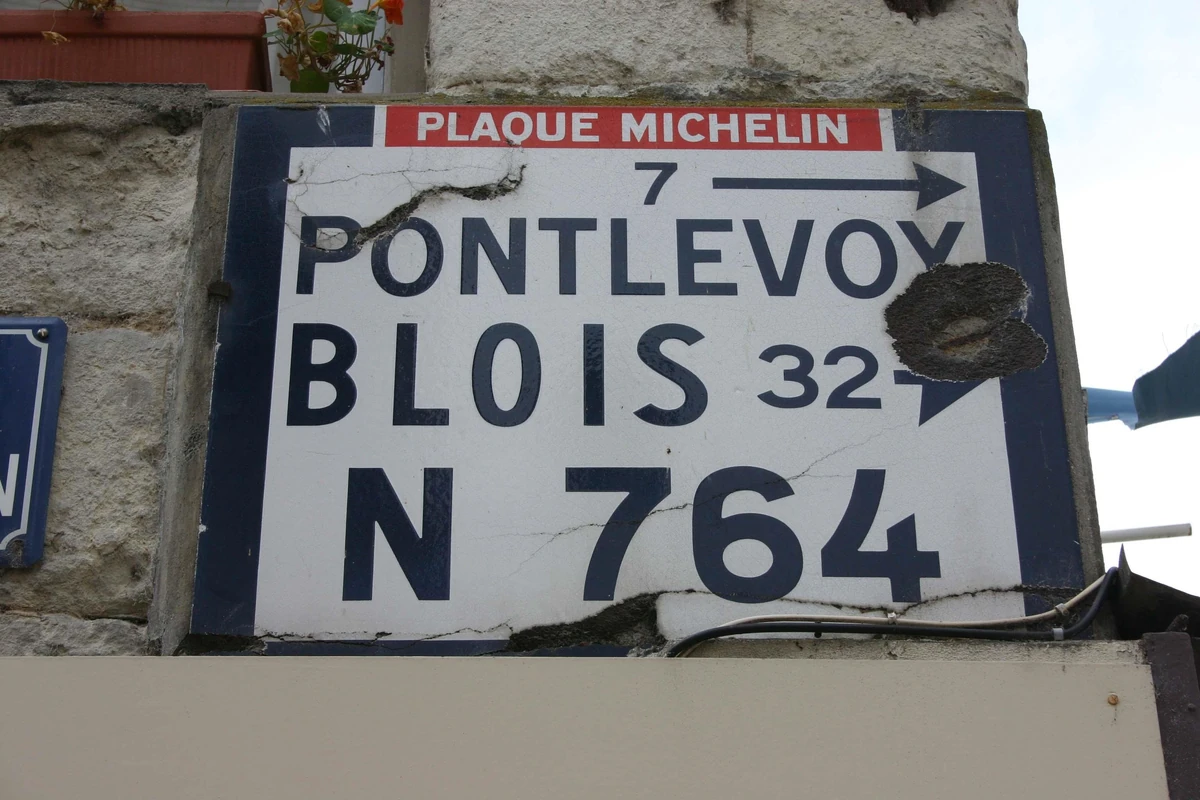 PLAQUE MICHELIN
7
PONTLEVOY
BLOIS 32
N 764
N